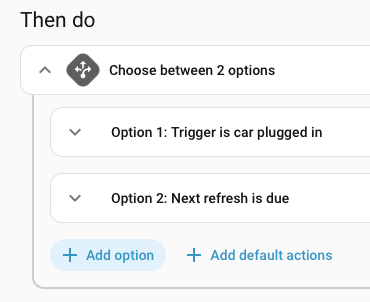 Then do
Choose between 2 options
Option 1: Trigger is car plugged in
Option 2: Next refresh is due
+ Add option + Add default actions